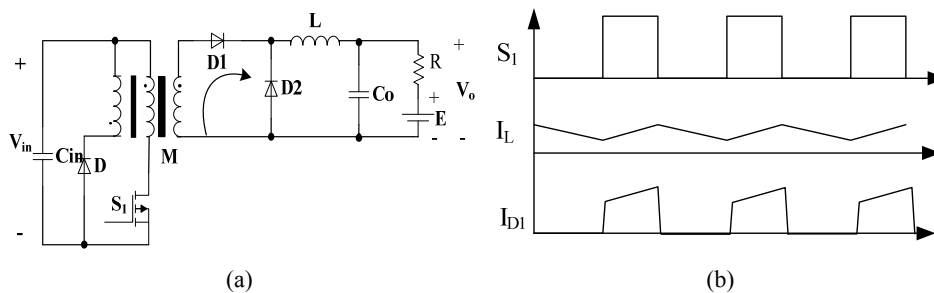 +
V_in
Cin
-
D
S_1
M
D1
D2
L
Co
R
+
E
-
+
V_o
-
(a)
S_1
I_L
I_D1
(b)